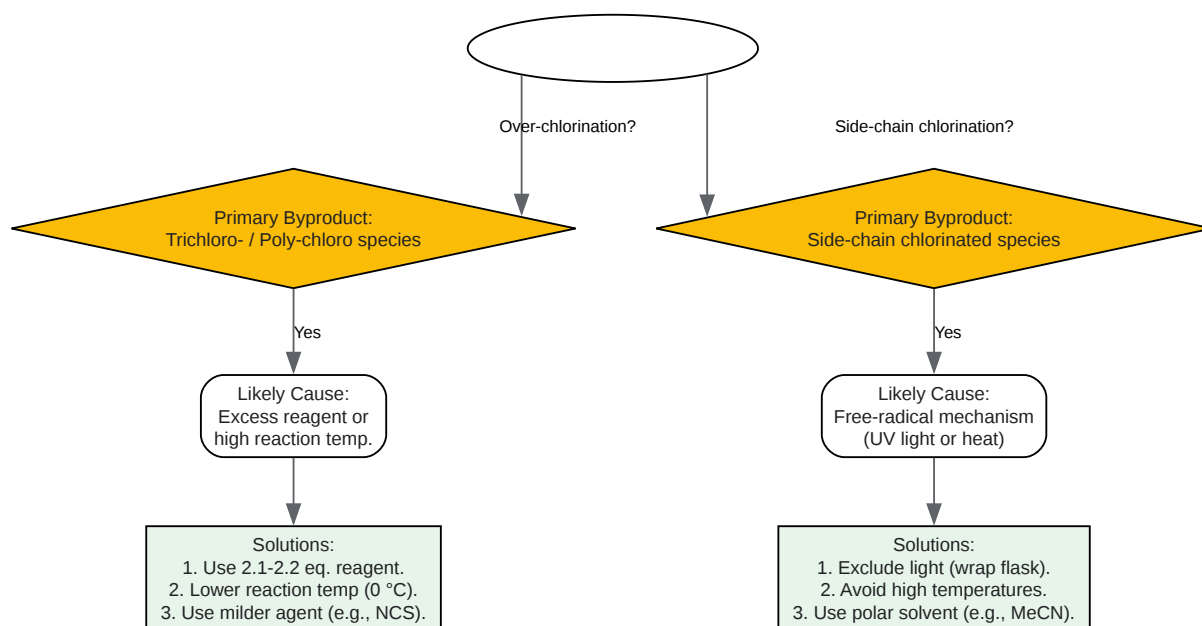 Over-chlorination?
Side-chain chlorination?
Primary Byproduct:
Trichloro- / Poly-chloro species
Primary Byproduct:
Side-chain chlorinated species
Yes
Yes
Likely Cause:
Excess reagent or
high reaction temp.
Likely Cause:
Free-radical mechanism
(UV light or heat)
Solutions:
1. Use 2.1-2.2 eq. reagent.
2. Lower reaction temp (0 °C).
3. Use milder agent (e.g., NCS).
Solutions:
1. Exclude light (wrap flask).
2. Avoid high temperatures.
3. Use polar solvent (e.g., MeCN).